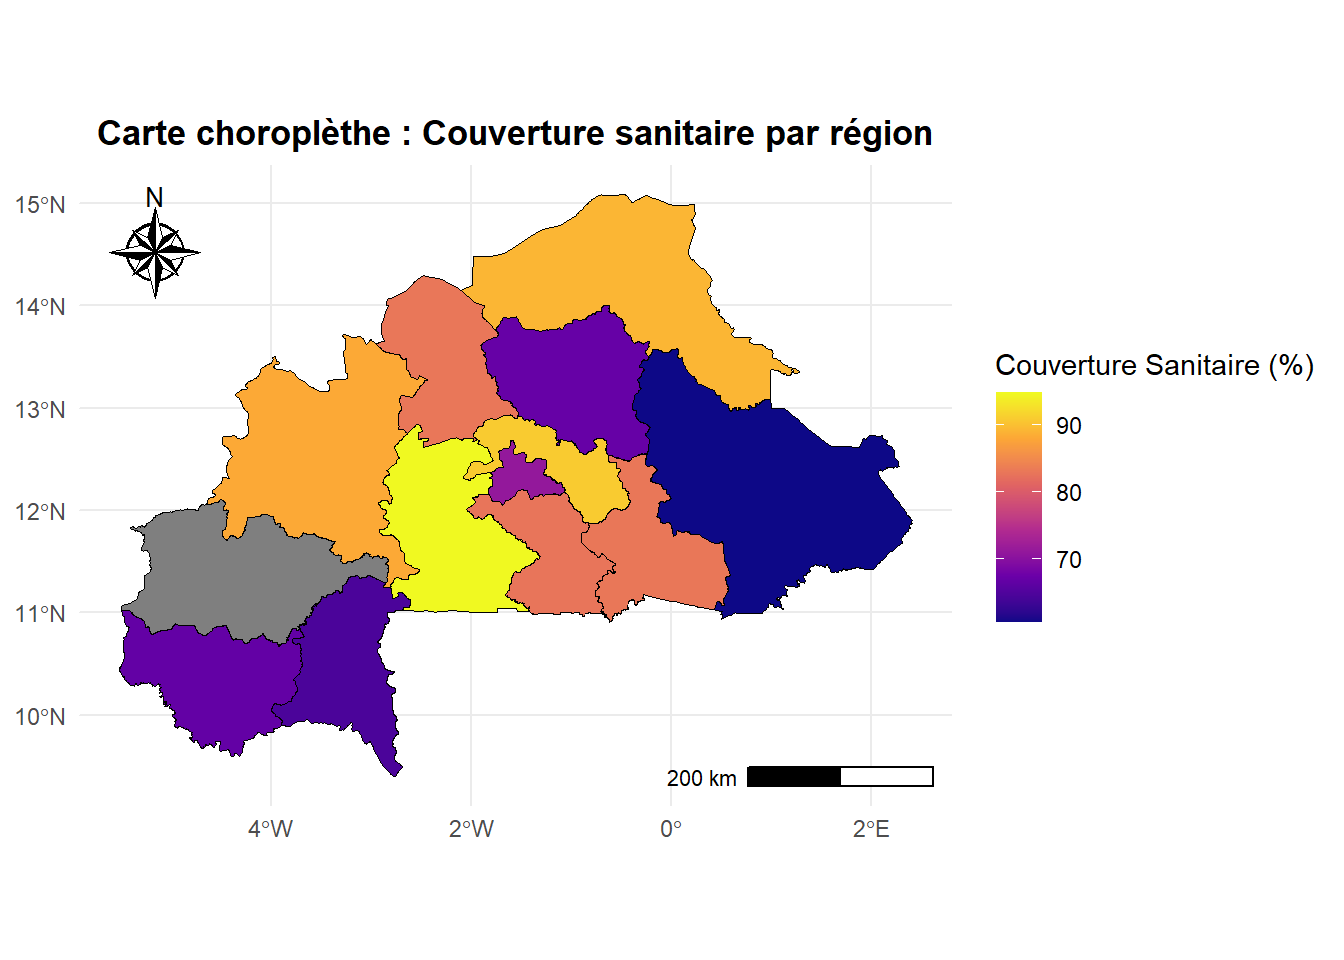 Carte choroplèthe : Couverture sanitaire par région
N
15°N
14°N
13°N
12°N
11°N
10°N
4°W
2°W
0°
2°E
200 km
Couverture Sanitaire (%)
90
80
70